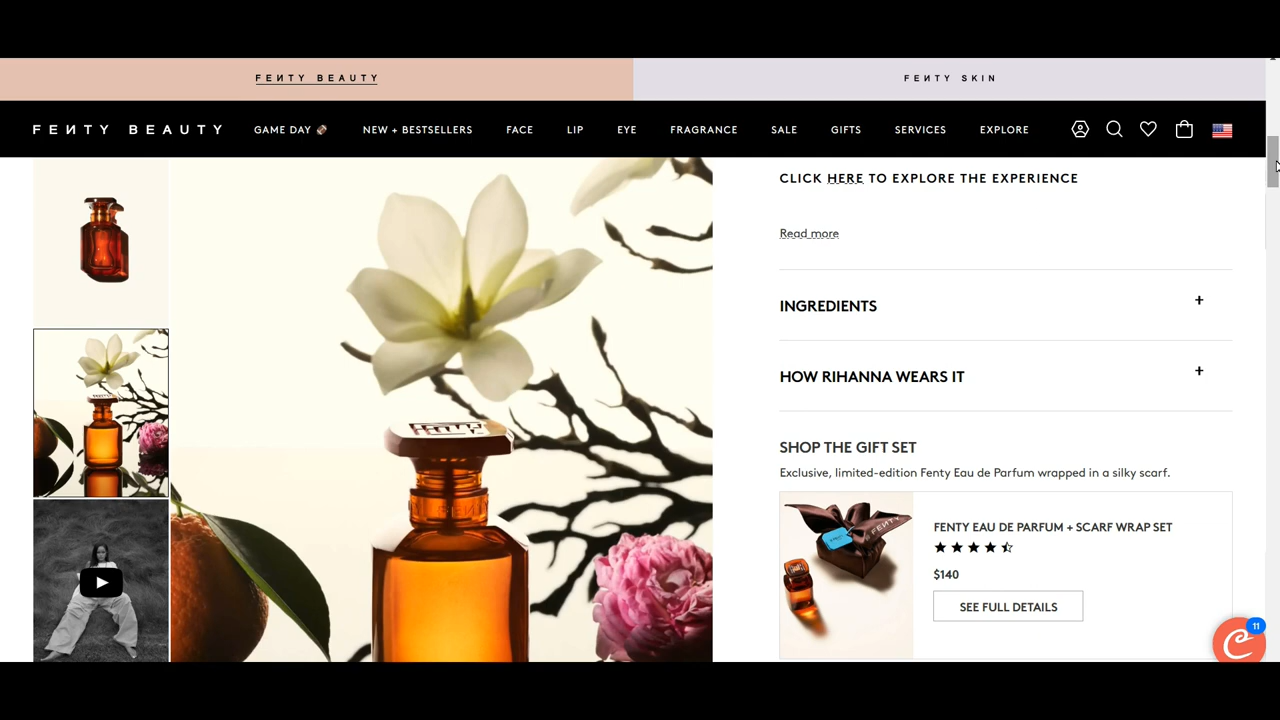 FENTY BEAUTY
FENTY SKIN
FENTY BEAUTY
GAME DAY 🏈 NEW + BESTSELLERS FACE LIP EYE FRAGRANCE SALE GIFTS SERVICES EXPLORE
CLICK HERE TO EXPLORE THE EXPERIENCE
Read more
INGREDIENTS +
HOW RIHANNA WEARS IT +
SHOP THE GIFT SET
Exclusive, limited-edition Fenty Eau de Parfum wrapped in a silky scarf.
FENTY
FENTY EAU DE PARFUM + SCARF WRAP SET
$140
SEE FULL DETAILS
11